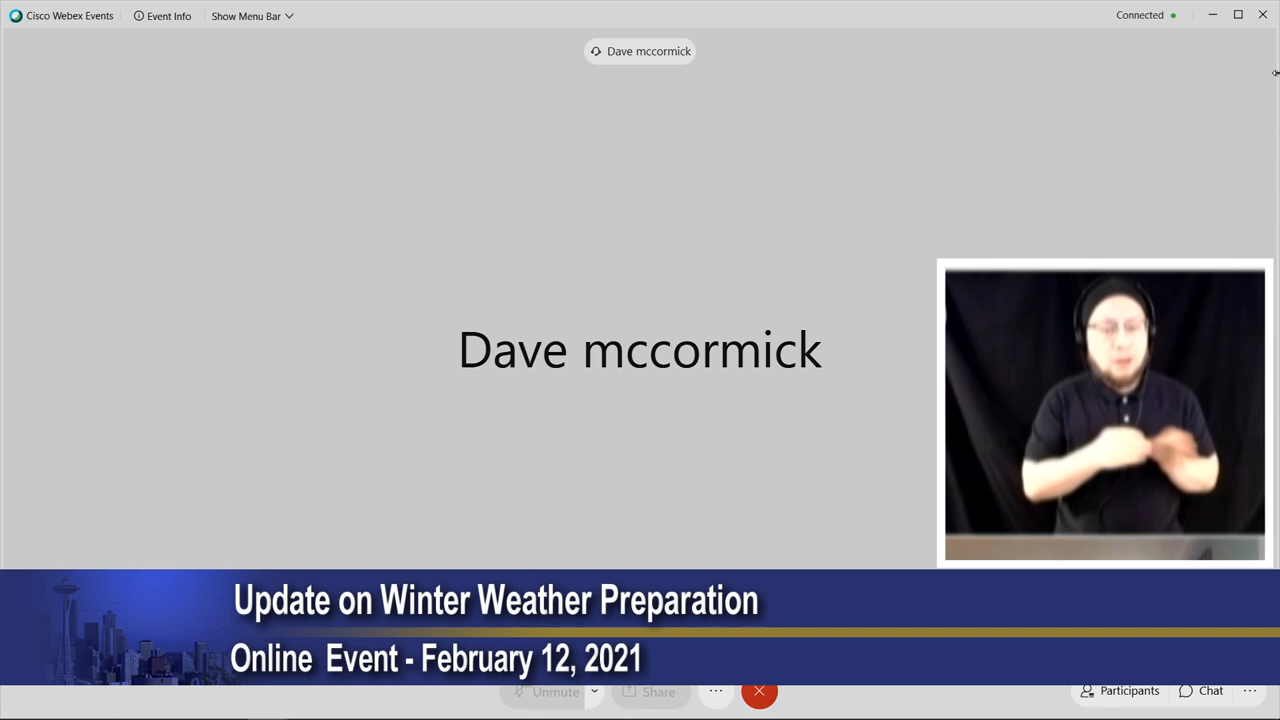 Cisco Webex Events
Event Info
Show Menu Bar
Connected
Dave mccormick
Dave mccormick
Update on Winter Weather Preparation
Online Event - February 12, 2021
Unmute
Share
Participants
Chat